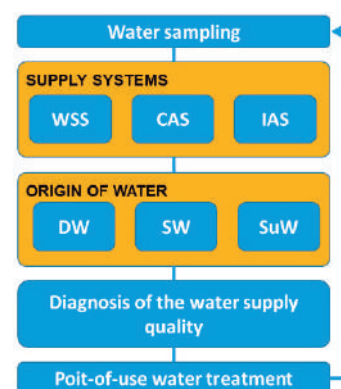 Water sampling
SUPPLY SYSTEMS
WSS CAS IAS
ORIGIN OF WATER
DW SW SuW
Diagnosis of the water supply
quality
Poit-of-use water treatment